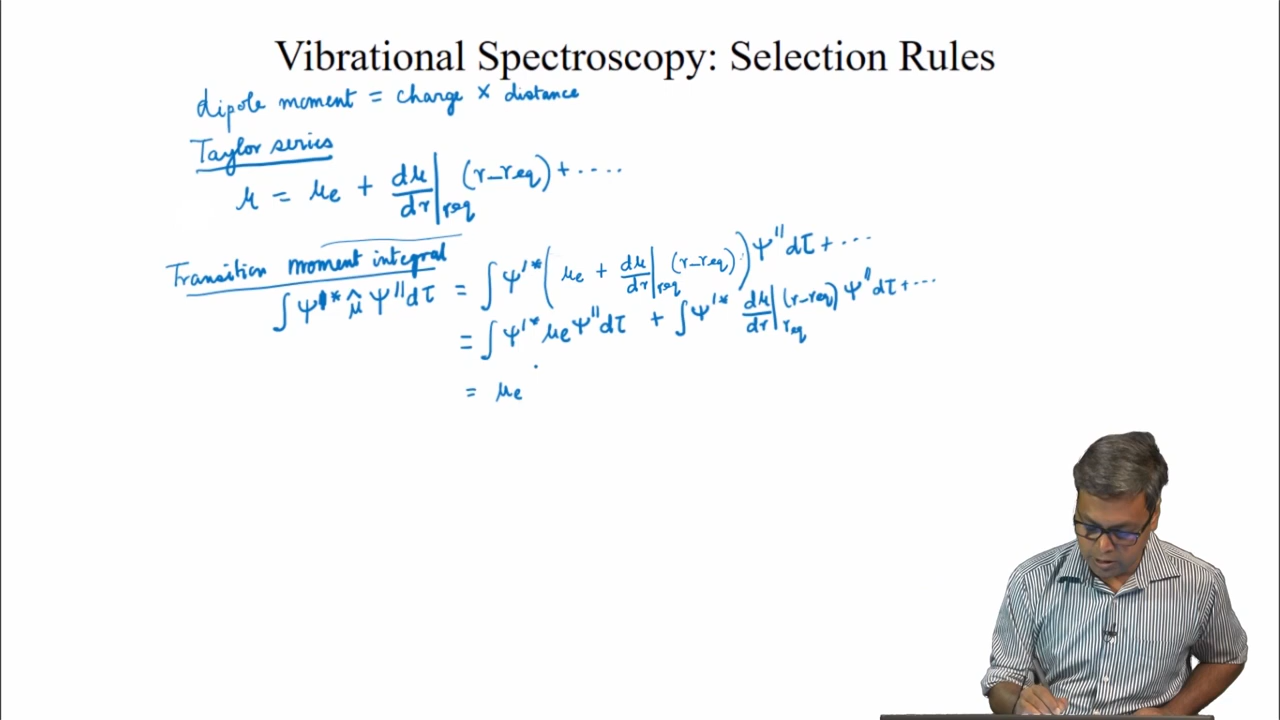 Vibrational Spectroscopy: Selection Rules
dipole moment = charge × distance
Taylor series
μ = μe + dμ/dr|req (r-req) + ....
Transition moment integral
∫ψ'* μ̂ ψ'' dτ = ∫ψ'* ( μe + dμ/dr|req (r-req) ) ψ'' dτ + ...
= ∫ψ'* μe ψ'' dτ + ∫ψ'* dμ/dr|req (r-req) ψ'' dτ + ...
= μe